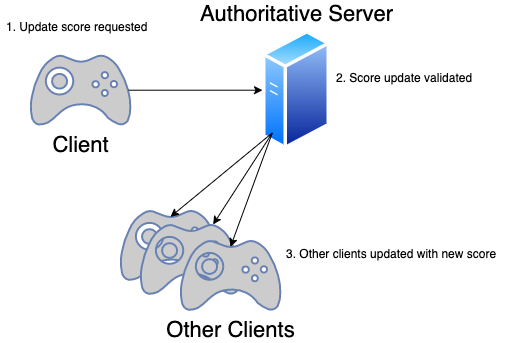 Authoritative Server
1. Update score requested
2. Score update validated
Client
3. Other clients updated with new score
Other Clients